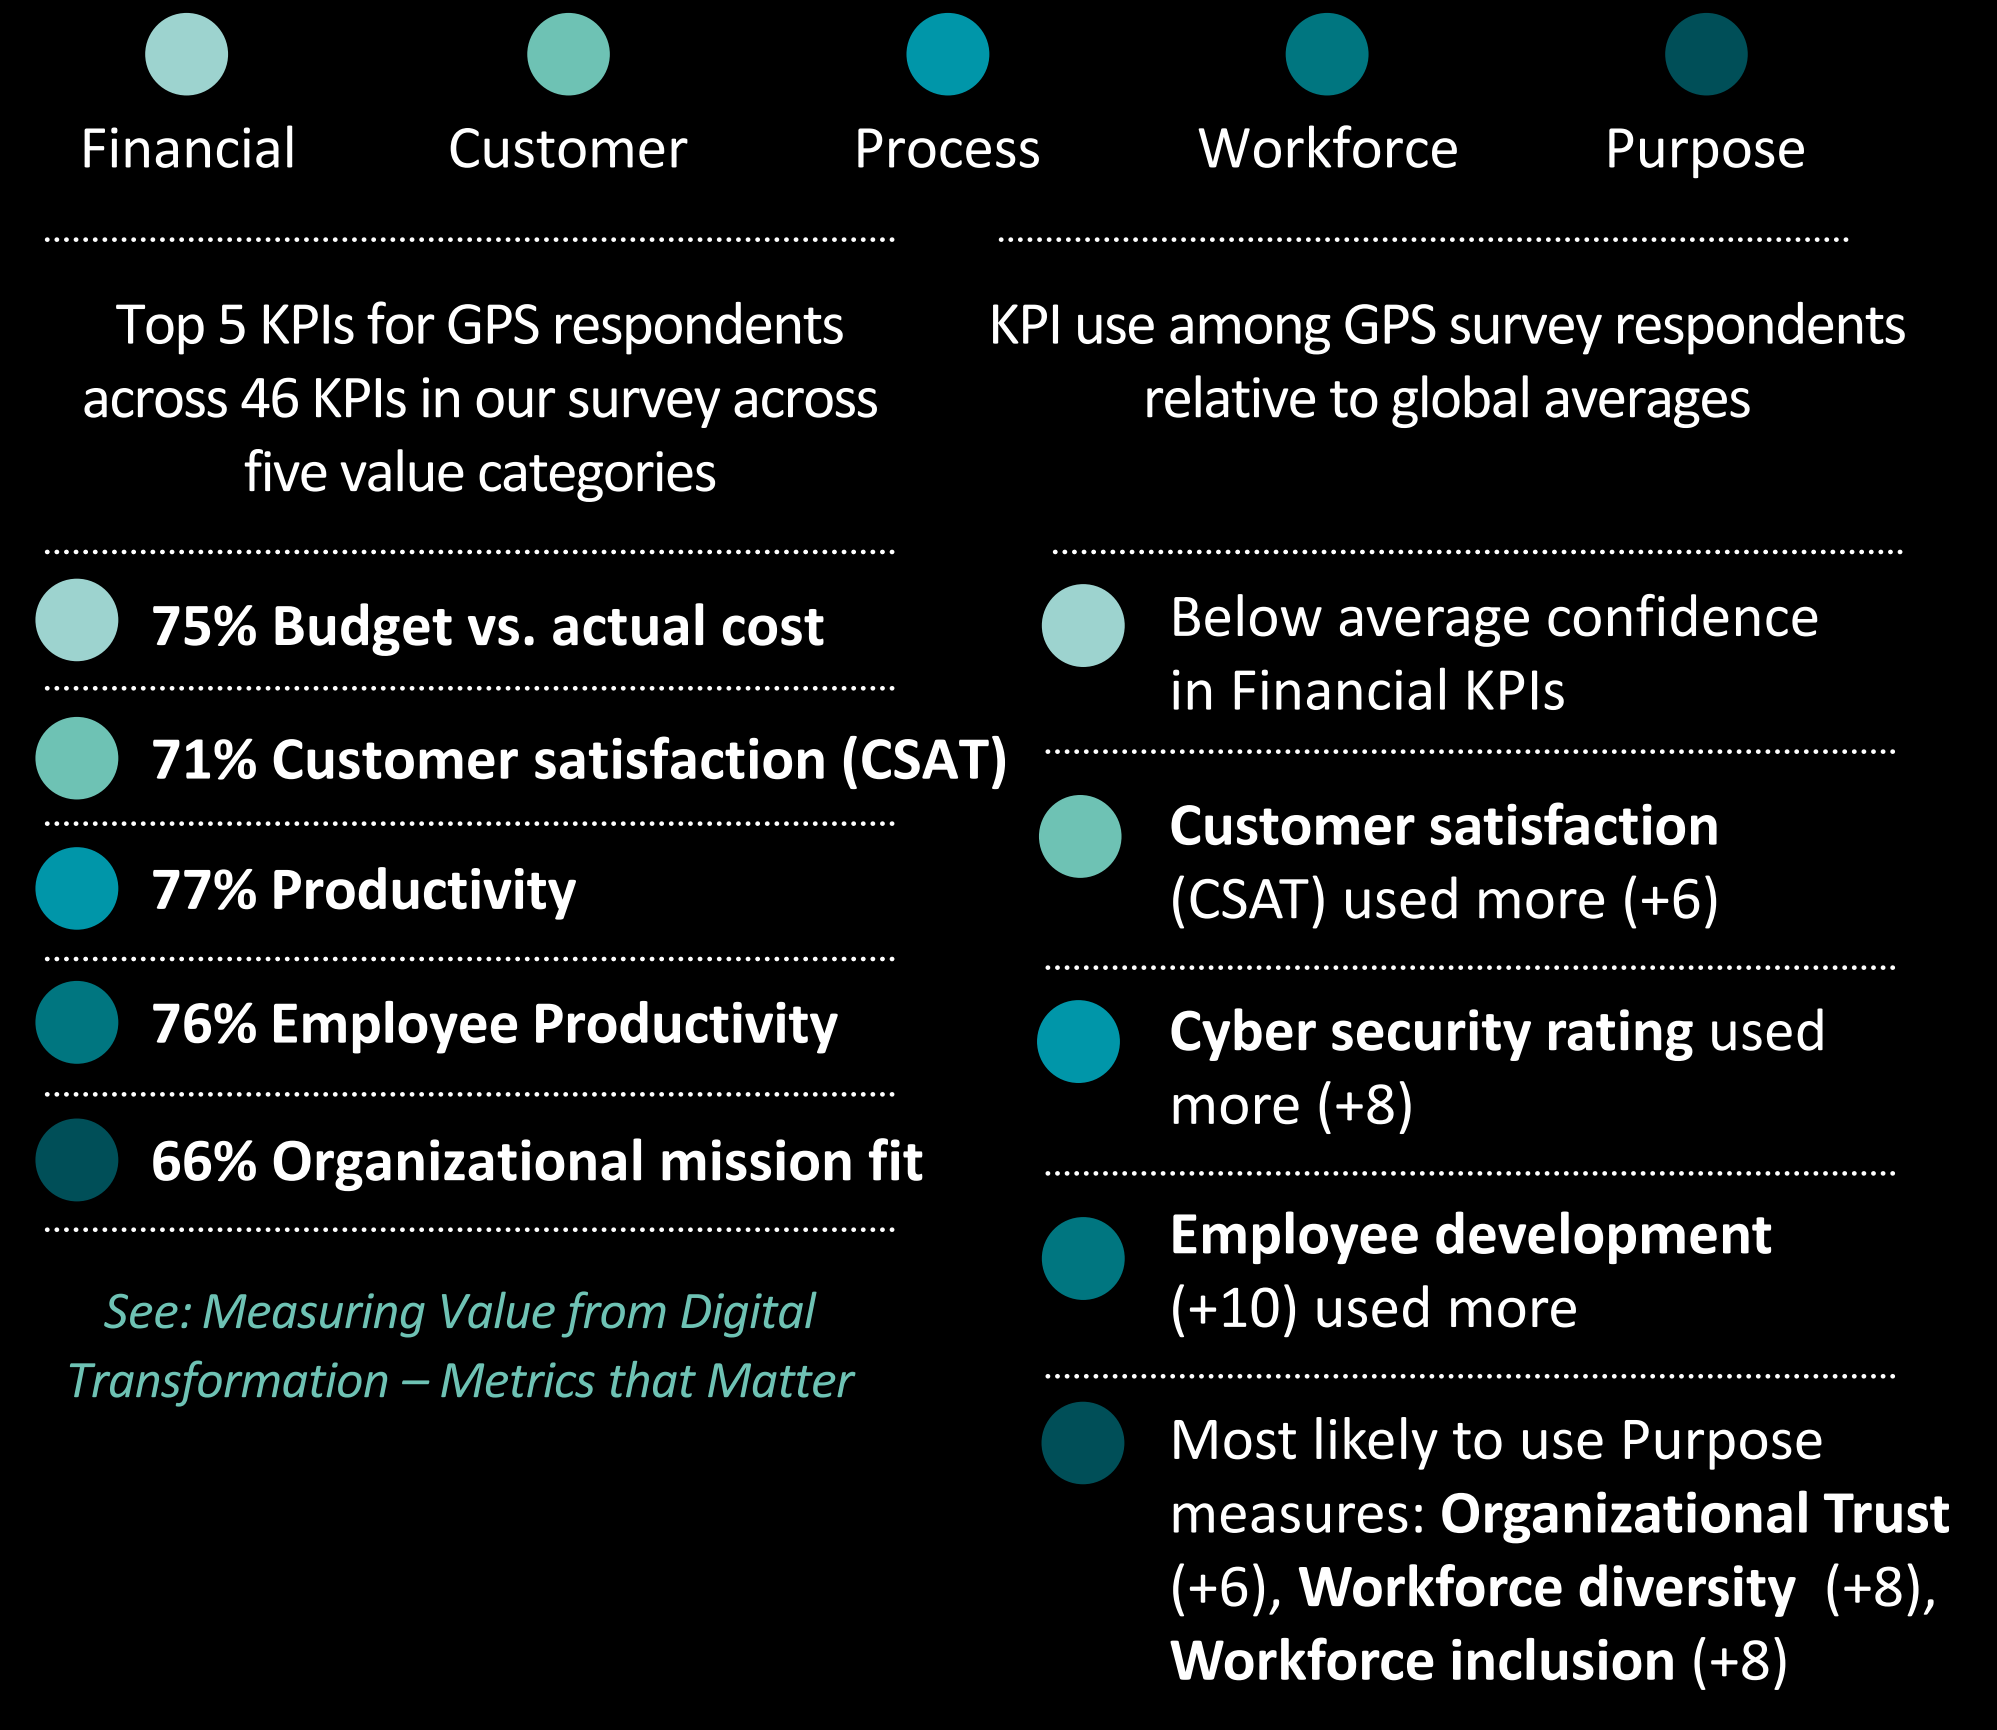 Financial
Customer
Process
Workforce
Purpose
Top 5 KPIs for GPS respondents
across 46 KPIs in our survey across
five value categories
75% Budget vs. actual cost
71% Customer satisfaction (CSAT)
77% Productivity
76% Employee Productivity
66% Organizational mission fit
See: Measuring Value from Digital
Transformation – Metrics that Matter
KPI use among GPS survey respondents
relative to global averages
Below average confidence
in Financial KPIs
Customer satisfaction
(CSAT) used more (+6)
Cyber security rating used
more (+8)
Employee development
(+10) used more
Most likely to use Purpose
measures: Organizational Trust
(+6), Workforce diversity  (+8),
Workforce inclusion (+8)